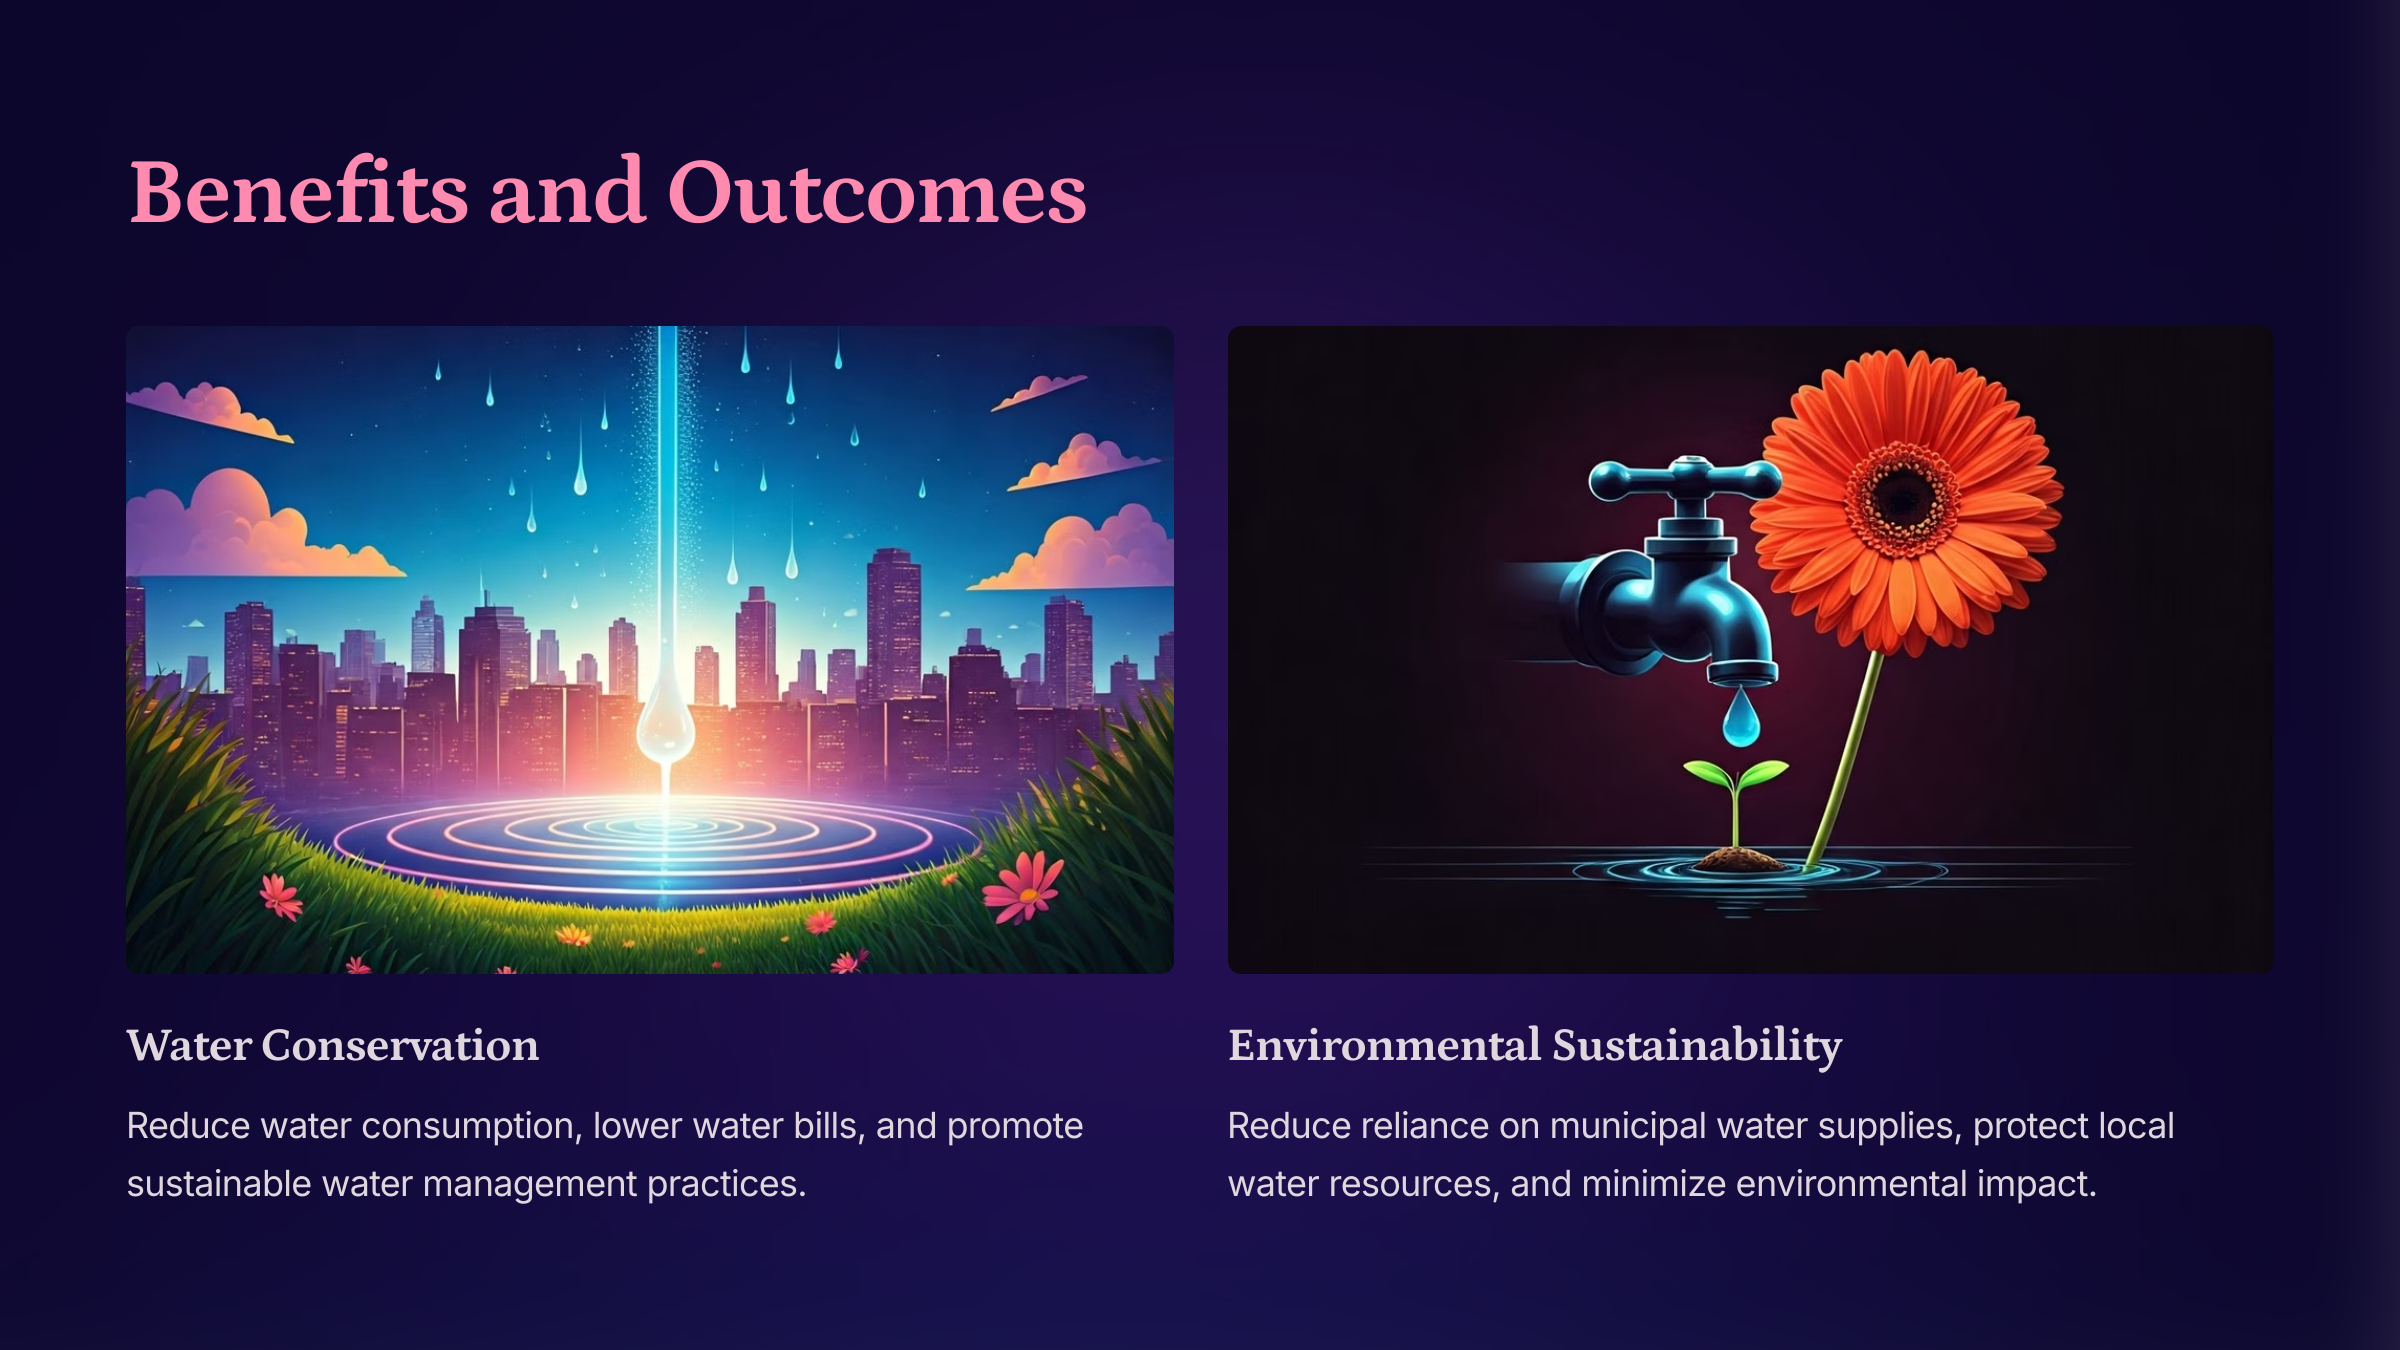 Benefits and Outcomes
Water Conservation
Reduce water consumption, lower water bills, and promote
sustainable water management practices.
Environmental Sustainability
Reduce reliance on municipal water supplies, protect local
water resources, and minimize environmental impact.